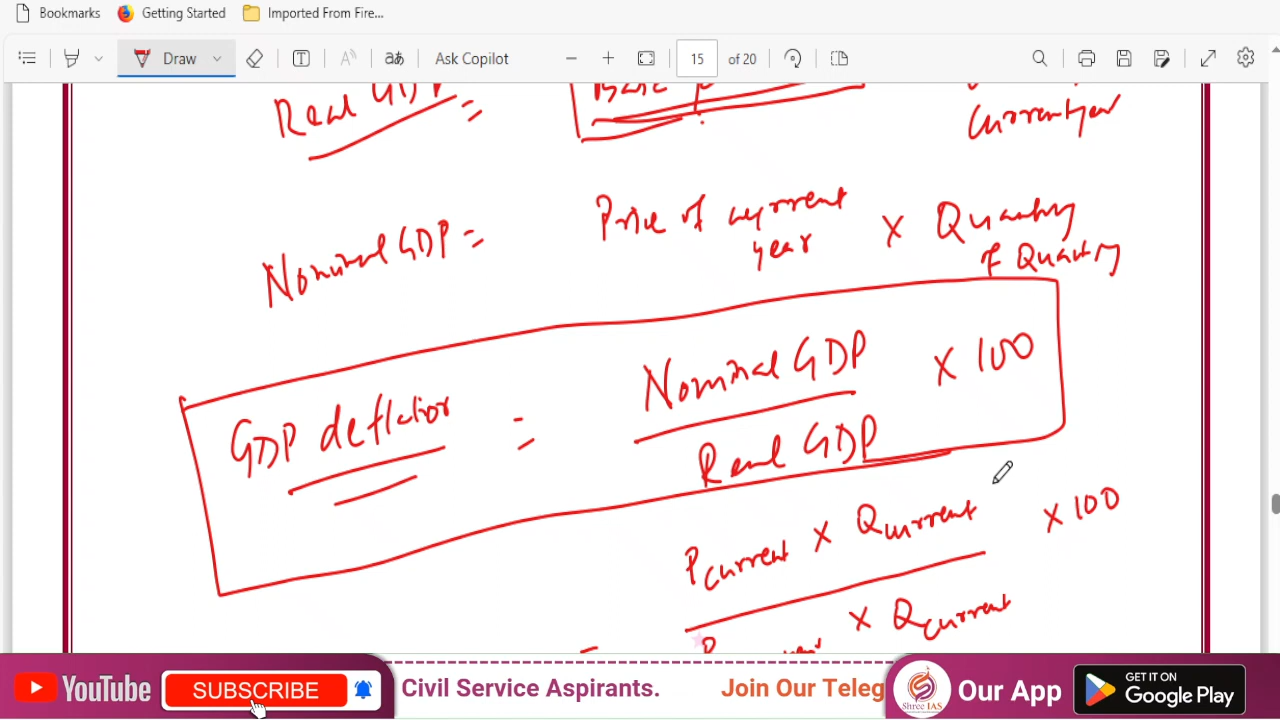 Bookmarks Getting Started Imported From Fire...
Draw Ask Copilot 15 of 20
Real GDP =
Current year
Nominal GDP = Price of current year × Quantity of Quantity
GDP deflatior = Nominal GDP / Real GDP × 100
Pcurrent × Qcurrent × 100
× Qcurrent
YouTube SUBSCRIBE Civil Service Aspirants. Join Our Teleg Shree IAS Our App GET IT ON Google Play